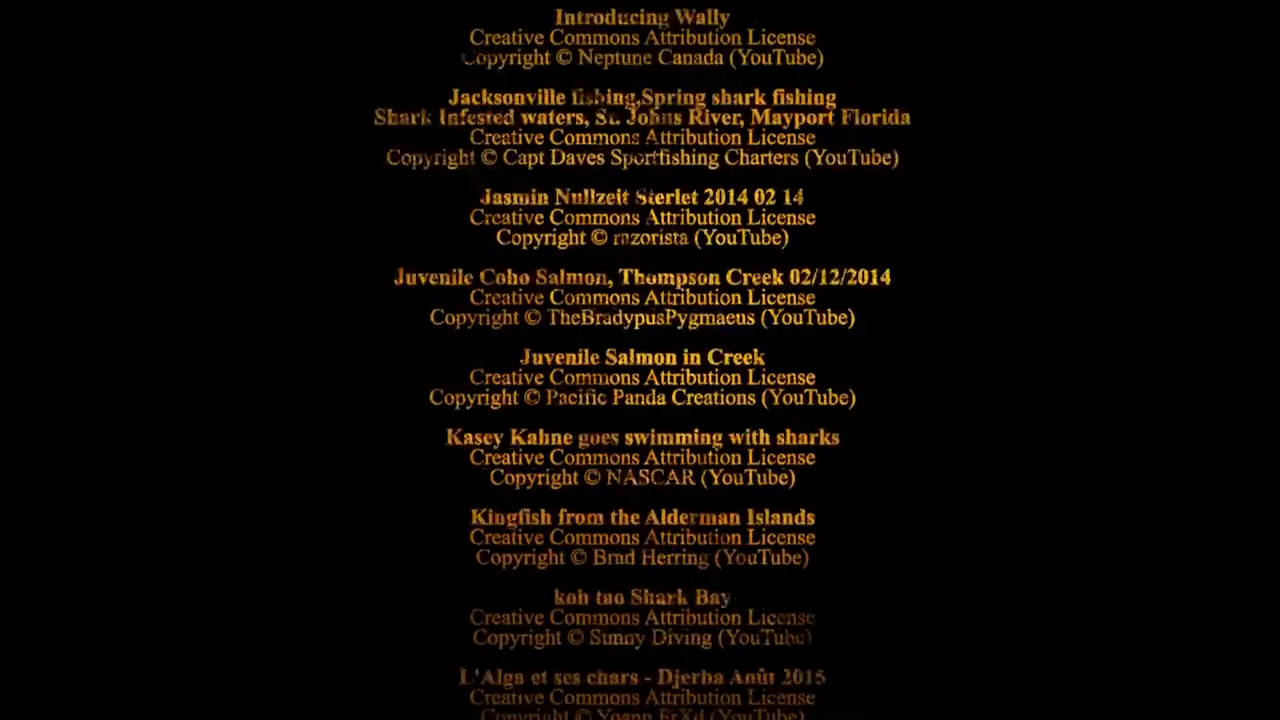 Introducing Wally
Creative Commons Attribution License
Copyright © Neptune Canada (YouTube)
Jacksonville fishing,Spring shark fishing
Shark Infested waters, St. Johns River, Mayport Florida
Creative Commons Attribution License
Copyright © Capt Daves Sportfishing Charters (YouTube)
Jasmin Nullzeit Sterlet 2014 02 14
Creative Commons Attribution License
Copyright © razorista (YouTube)
Juvenile Coho Salmon, Thompson Creek 02/12/2014
Creative Commons Attribution License
Copyright © TheBradypusPygmaeus (YouTube)
Juvenile Salmon in Creek
Creative Commons Attribution License
Copyright © Pacific Panda Creations (YouTube)
Kasey Kahne goes swimming with sharks
Creative Commons Attribution License
Copyright © NASCAR (YouTube)
Kingfish from the Alderman Islands
Creative Commons Attribution License
Copyright © Brad Herring (YouTube)
koh tao Shark Bay
Creative Commons Attribution License
Copyright © Sunny Diving (YouTube)
L'Alga et ses chars - Djerba Août 2015
Creative Commons Attribution License
Copyright © Yoann (YouTube)